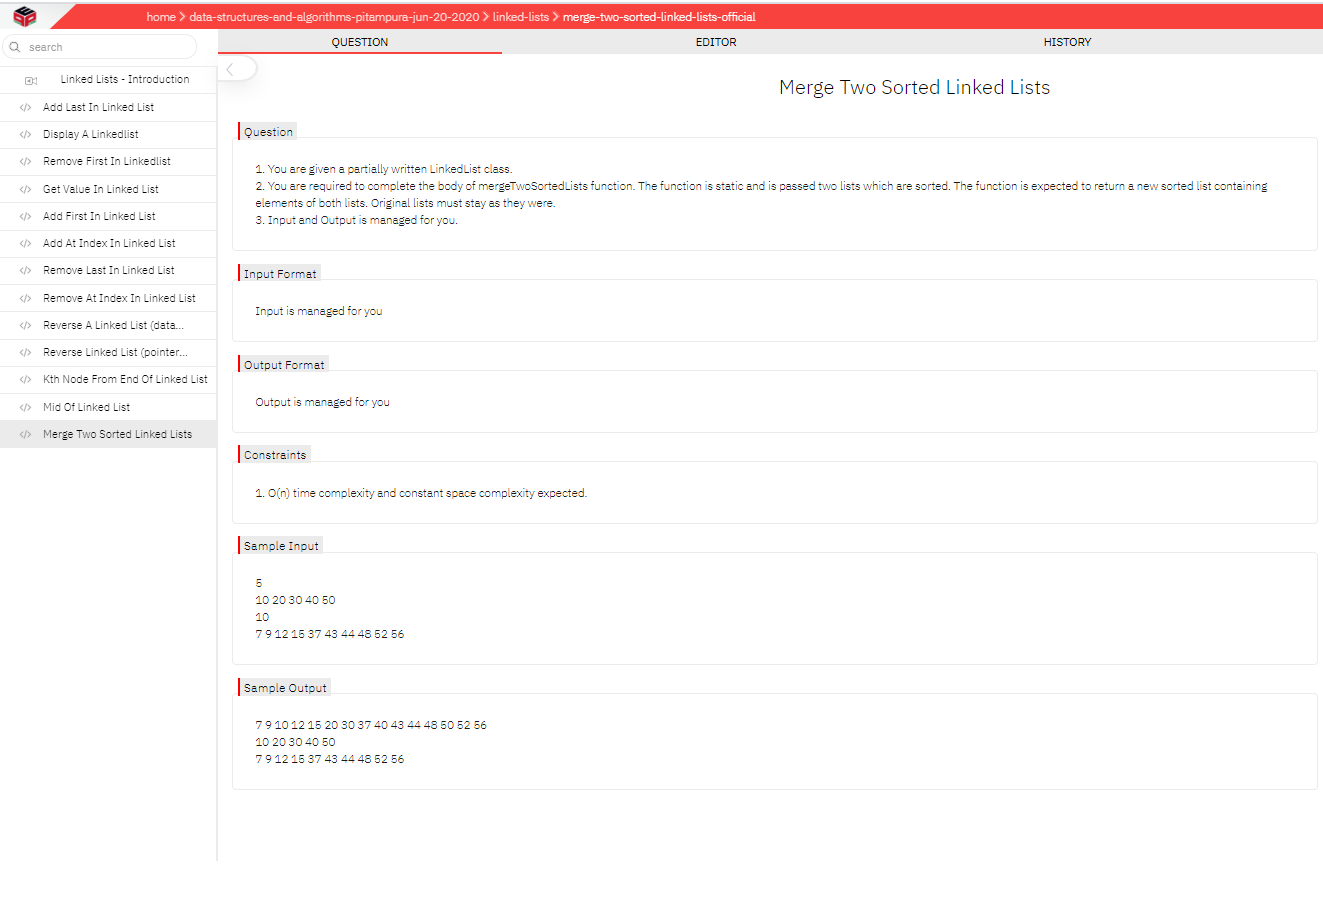 home > data-structures-and-algorithms-pitampura-jun-20-2020 > linked-lists > merge-two-sorted-linked-lists-official
search
QUESTION
EDITOR
HISTORY
Linked Lists - Introduction
</> Add Last In Linked List
</> Display A Linkedlist
</> Remove First In Linkedlist
</> Get Value In Linked List
</> Add First In Linked List
</> Add At Index In Linked List
</> Remove Last In Linked List
</> Remove At Index In Linked List
</> Reverse A Linked List (data...
</> Reverse Linked List (pointer...
</> Kth Node From End Of Linked List
</> Mid Of Linked List
</> Merge Two Sorted Linked Lists
Merge Two Sorted Linked Lists
Question
1. You are given a partially written LinkedList class.
2. You are required to complete the body of mergeTwoSortedLists function. The function is static and is passed two lists which are sorted. The function is expected to return a new sorted list containing
elements of both lists. Original lists must stay as they were.
3. Input and Output is managed for you.
Input Format
Input is managed for you
Output Format
Output is managed for you
Constraints
1. O(n) time complexity and constant space complexity expected.
Sample Input
5
10 20 30 40 50
10
7 9 12 15 37 43 44 48 52 56
Sample Output
7 9 10 12 15 20 30 37 40 43 44 48 50 52 56
10 20 30 40 50
7 9 12 15 37 43 44 48 52 56